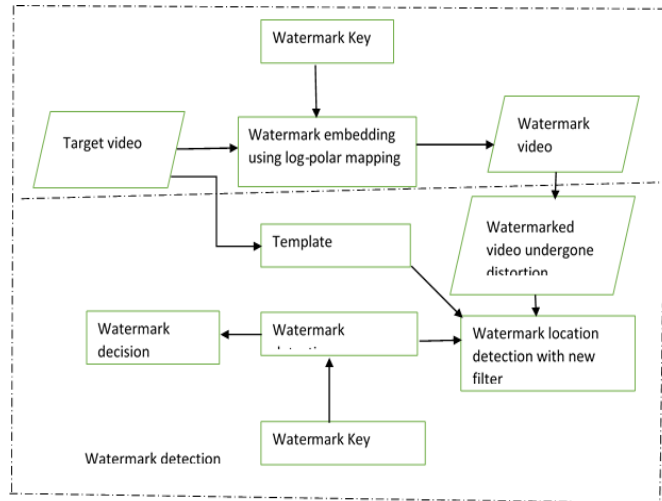 Watermark Key
Target video
Watermark embedding
using log-polar mapping
Watermark
video
Watermarked
video undergone
distortion
Template
Watermark
decision
Watermark
Watermark location
detection with new
filter
Watermark Key
Watermark detection